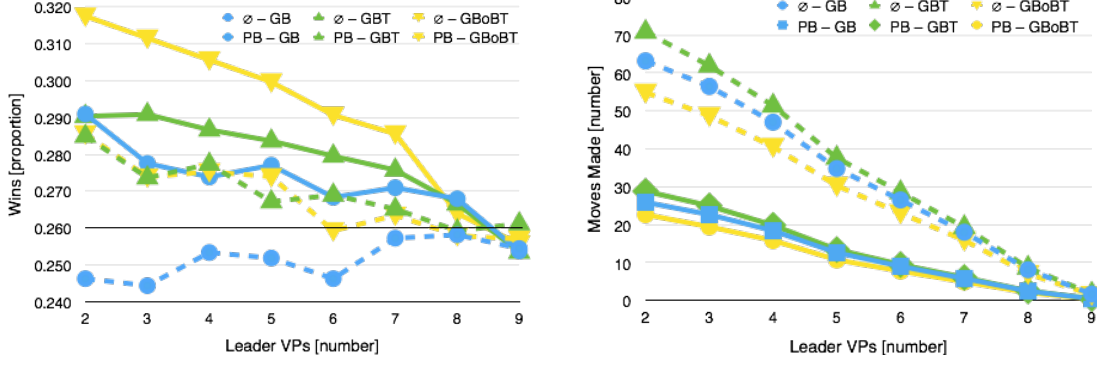 0.320
ø – GB ø – GBT ø – GBoBT
PB – GB PB – GBT PB – GBoBT
0.310
0.300
0.290
0.280
0.270
0.260
0.250
0.240
Wins [proportion]
2 3 4 5 6 7 8 9
Leader VPs [number]
80
ø – GB ø – GBT ø – GBoBT
PB – GB PB – GBT PB – GBoBT
70
60
50
40
30
20
10
0
Moves Made [number]
2 3 4 5 6 7 8 9
Leader VPs [number]